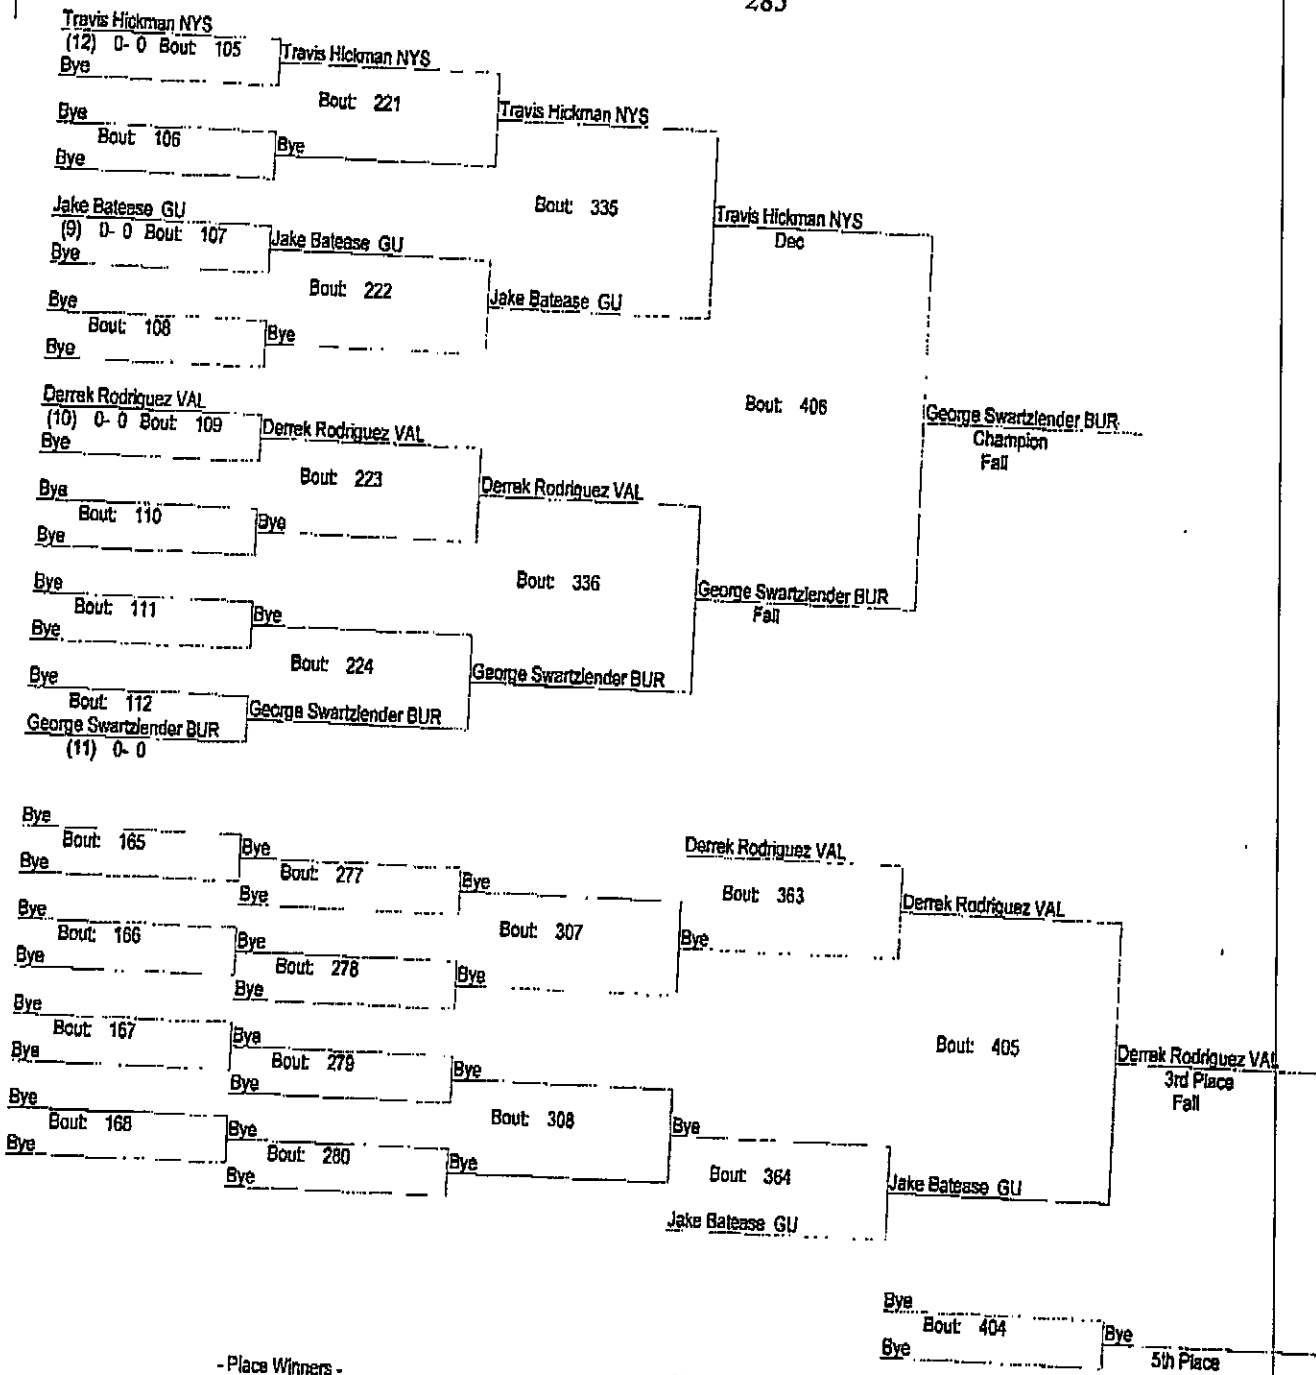 285
Travis Hickman NYS
(12) 0- 0 Bout: 105
Bye
Travis Hickman NYS
Bout: 221
Bye
Bout: 106
Bye
Bye
Travis Hickman NYS
Bout: 335
Jake Batease GU
(9) 0- 0 Bout: 107
Bye
Jake Batease GU
Bout: 222
Bye
Bout: 108
Bye
Bye
Jake Batease GU
Travis Hickman NYS
Dec
Bout: 406
Derrek Rodriguez VAL
(10) 0- 0 Bout: 109
Bye
Derrek Rodriguez VAL
Bout: 223
Bye
Bout: 110
Bye
Bye
Derrek Rodriguez VAL
Bout: 336
Bye
Bout: 111
Bye
Bye
Bout: 224
Bye
Bout: 112
George Swartzlender BUR
(11) 0- 0
George Swartzlender BUR
George Swartzlender BUR
George Swartzlender BUR
Fall
George Swartzlender BUR
Champion
Fall
Bye
Bout: 165
Bye
Bye
Bout: 277
Bye
Bye
Bye
Bout: 166
Bye
Bye
Bout: 278
Bye
Bye
Bout: 307
Bye
Derrek Rodriguez VAL
Bout: 363
Derrek Rodriguez VAL
Bye
Bout: 167
Bye
Bye
Bout: 279
Bye
Bye
Bye
Bout: 168
Bye
Bye
Bout: 280
Bye
Bye
Bout: 308
Bye
Bout: 364
Jake Batease GU
Jake Batease GU
Bout: 405
Derrek Rodriguez VAL
3rd Place
Fall
Bye
Bout: 404
Bye
Bye
5th Place
- Place Winners -